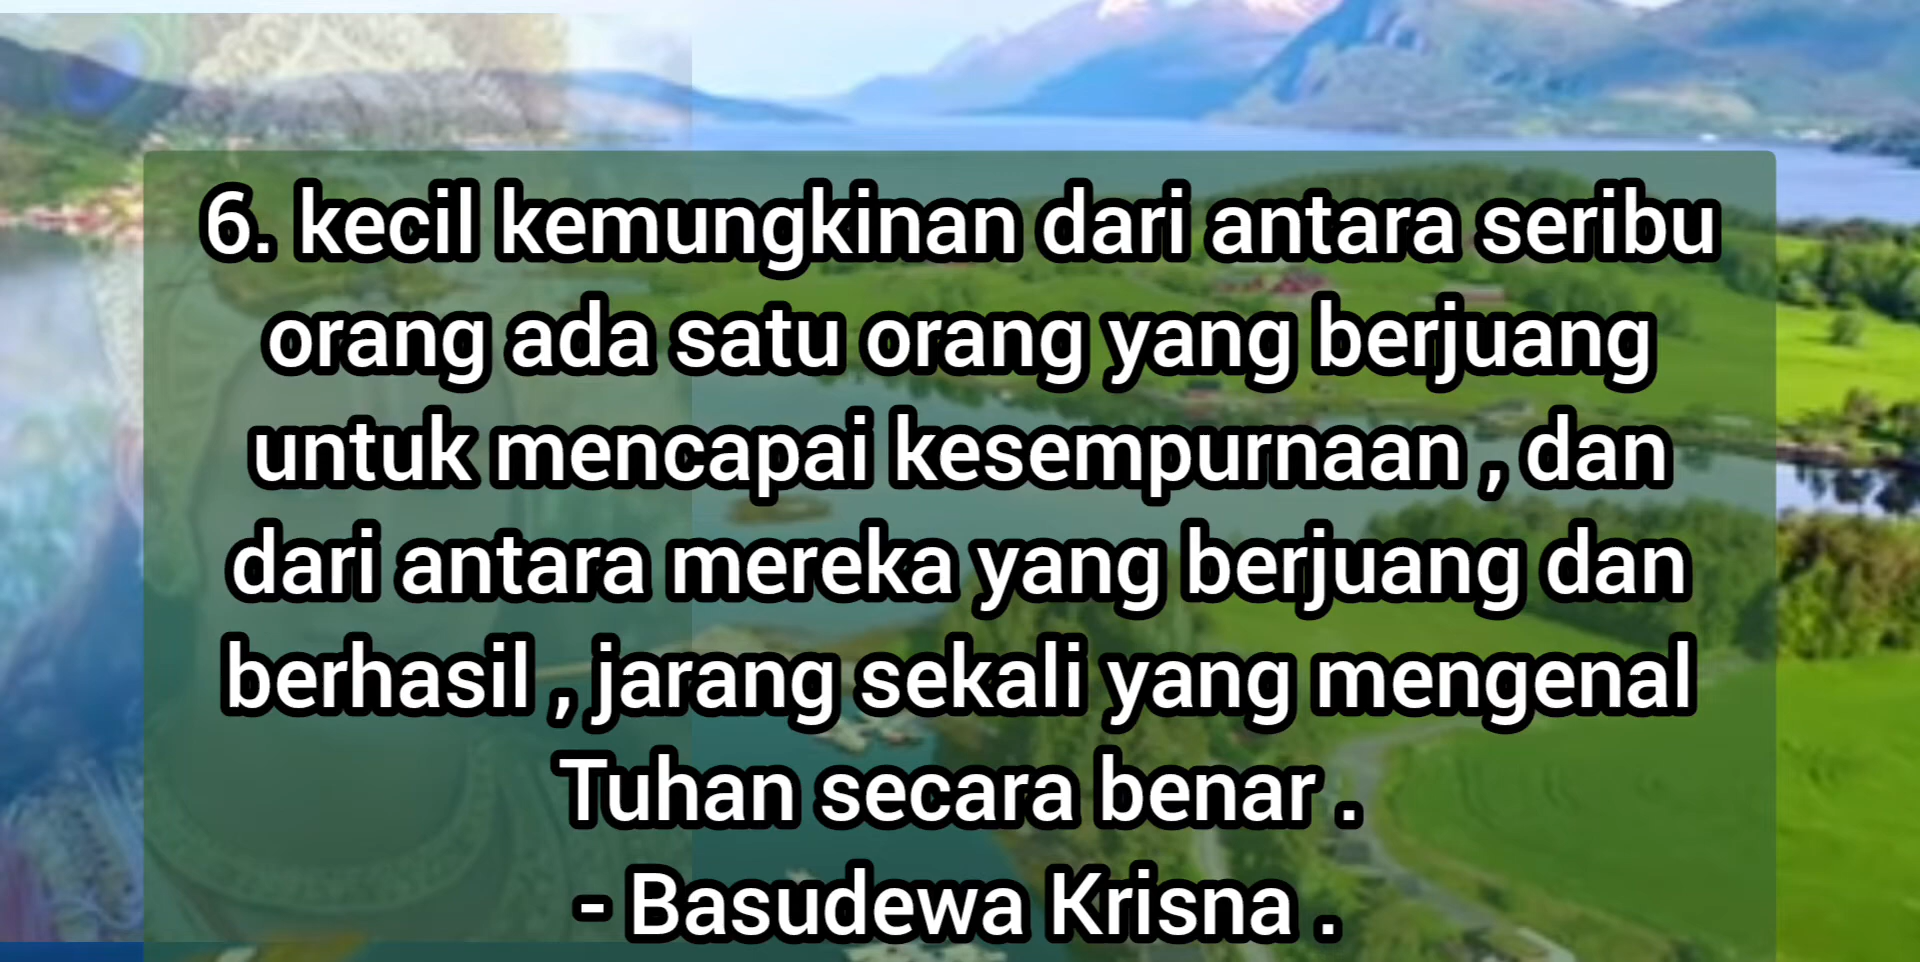 6. kecil kemungkinan dari antara seribu
orang ada satu orang yang berjuang
untuk mencapai kesempurnaan , dan
dari antara mereka yang berjuang dan
berhasil , jarang sekali yang mengenal
Tuhan secara benar .
- Basudewa Krisna .